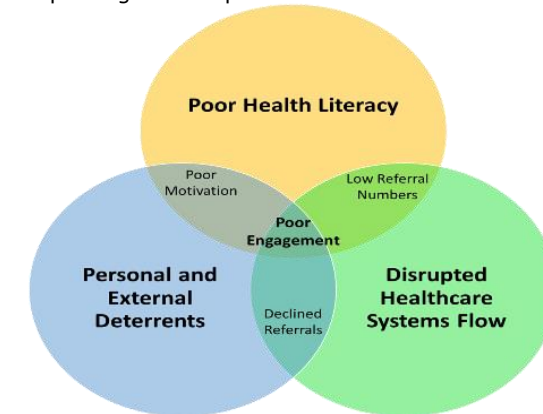 Poor Health Literacy
Poor
Motivation
Low Referral
Numbers
Poor
Engagement
Personal and
External
Deterrents
Disrupted
Healthcare
Systems Flow
Declined
Referrals